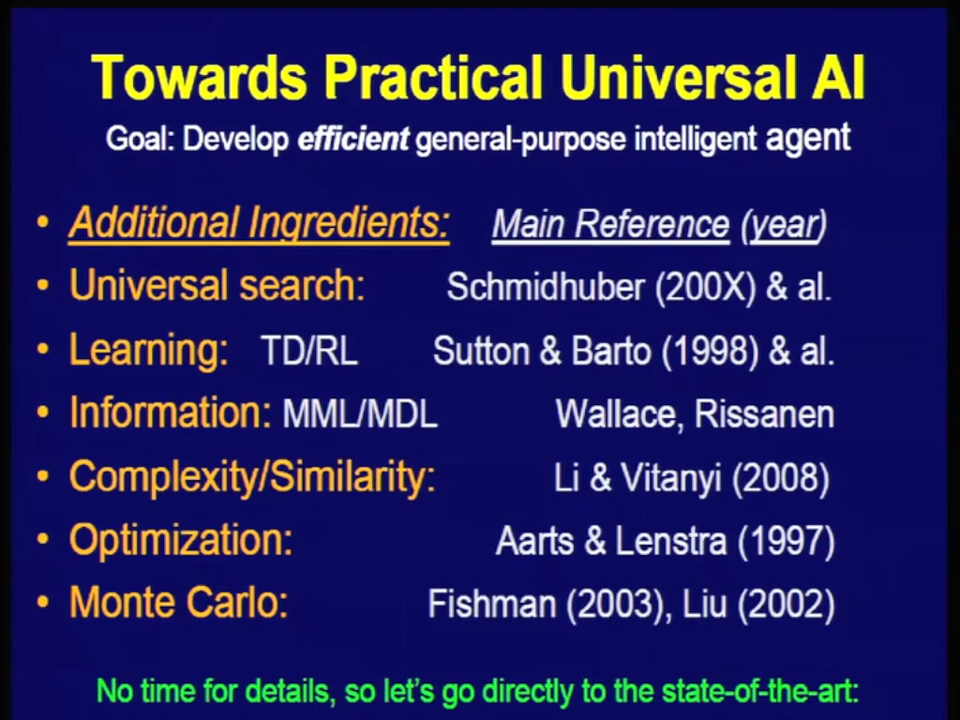 Towards Practical Universal AI
Goal: Develop efficient general-purpose intelligent agent
• Additional Ingredients: Main Reference (year)
• Universal search: Schmidhuber (200X) & al.
• Learning: TD/RL Sutton & Barto (1998) & al.
• Information: MML/MDL Wallace, Rissanen
• Complexity/Similarity: Li & Vitanyi (2008)
• Optimization: Aarts & Lenstra (1997)
• Monte Carlo: Fishman (2003), Liu (2002)
No time for details, so let's go directly to the state-of-the-art: